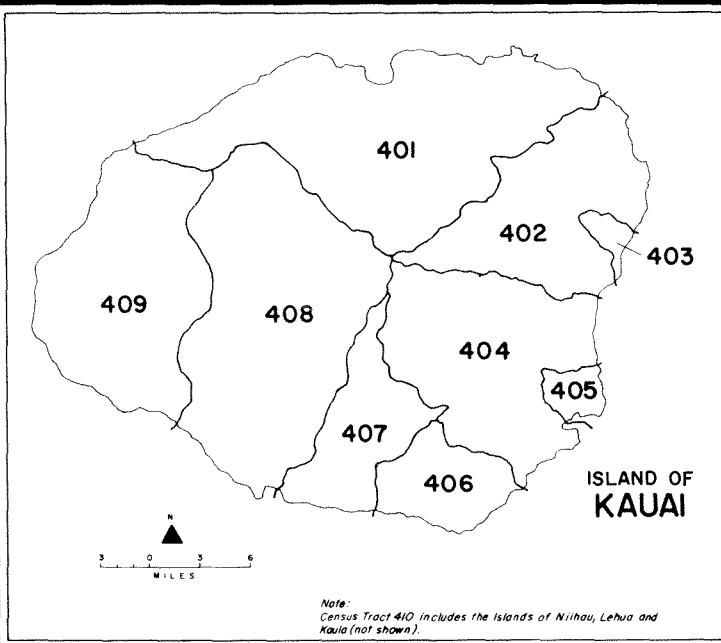 401
402
403
409
408
404
405
407
406
ISLAND OF
KAUAI
N
3 0 3 6
MILES
Note:
Census Tract 410 includes the Islands of Niihau, Lehua and
Kaula (not shown).